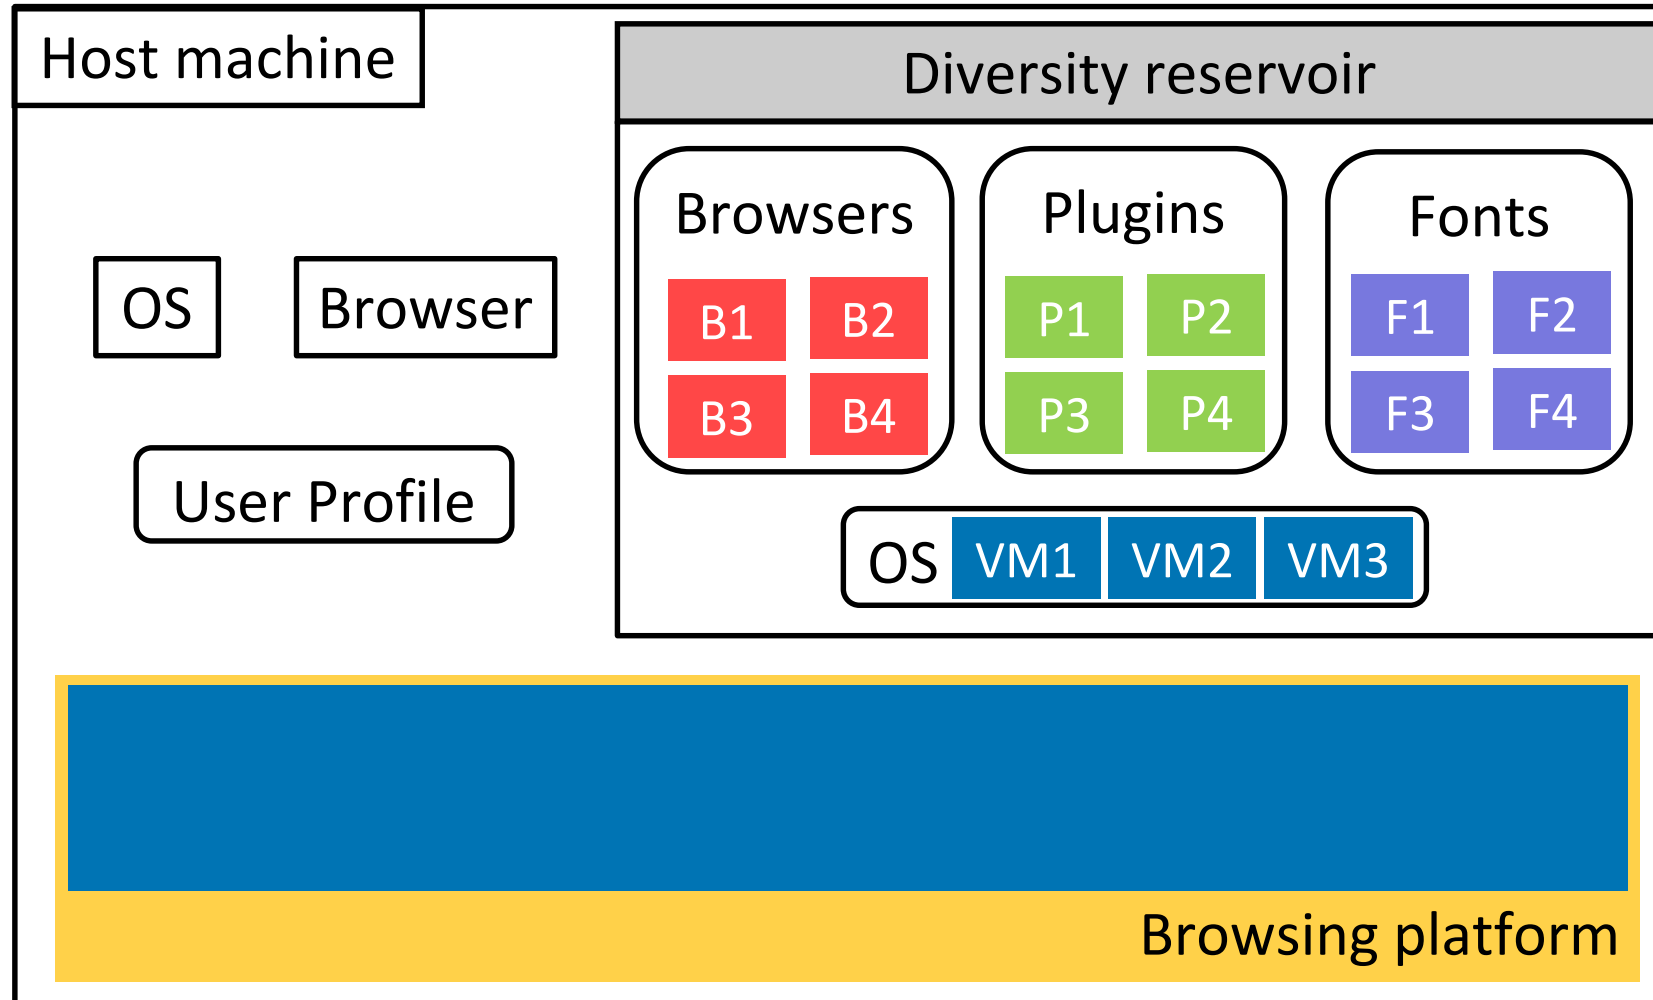 Host machine
Diversity reservoir
Browsers
Plugins
Fonts
OS
Browser
B1 B2
B3 B4
P1 P2
P3 P4
F1 F2
F3 F4
User Profile
OS VM1 VM2 VM3
Browsing platform